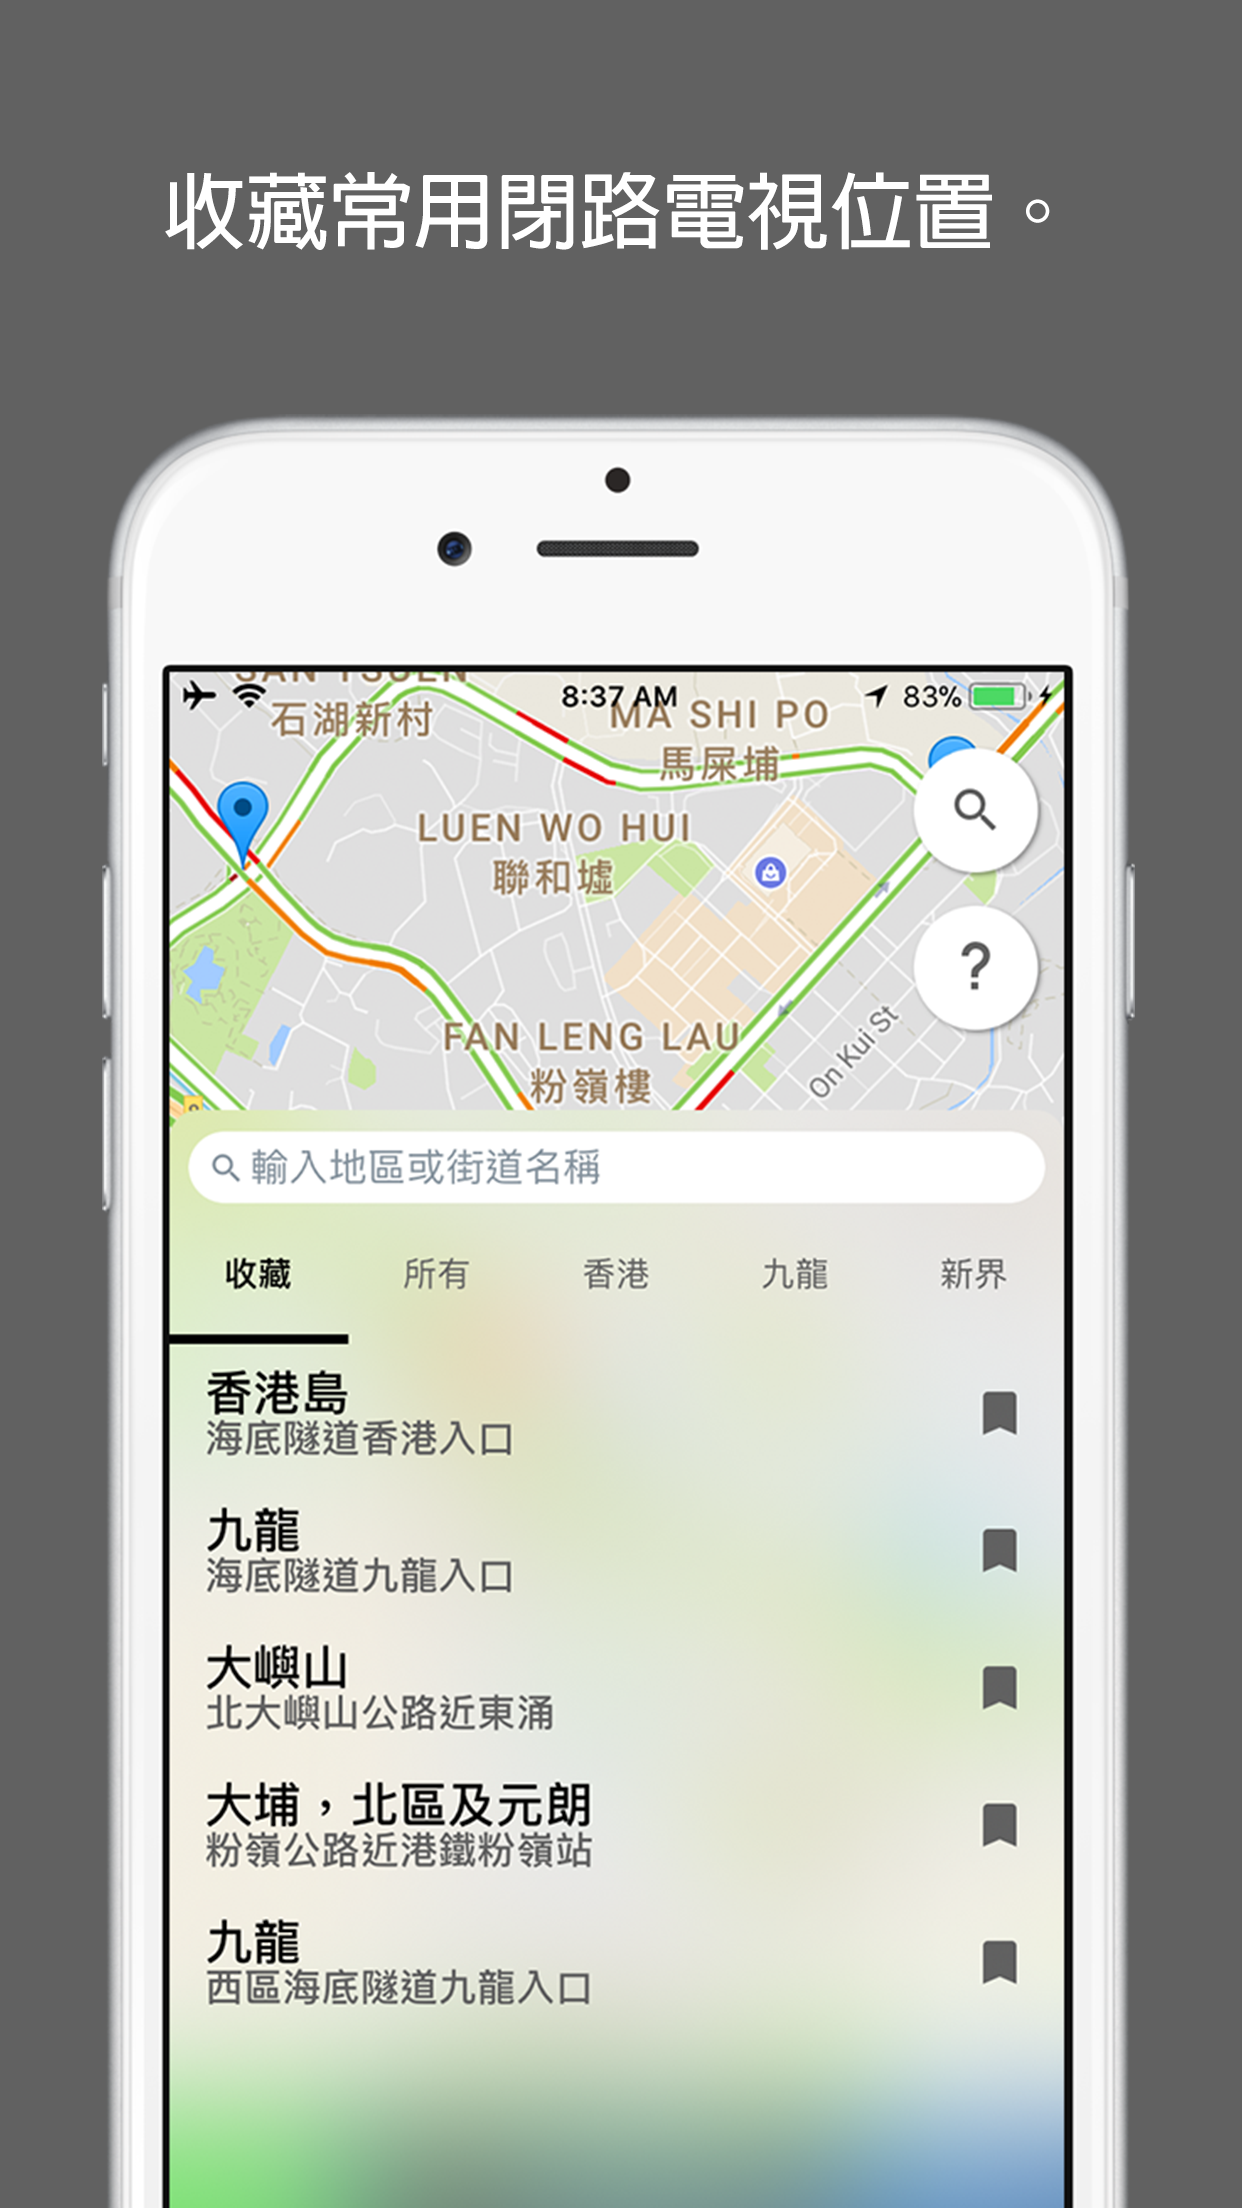 收藏常用閉路電視位置。
SAN TSUEN
石湖新村
8:37 AM
83%
MA SHI PO
馬屎埔
LUEN WO HUI
聯和墟
?
FAN LENG LAU
粉嶺樓
On Kui St
輸入地區或街道名稱
收藏 所有 香港 九龍 新界
香港島
海底隧道香港入口
九龍
海底隧道九龍入口
大嶼山
北大嶼山公路近東涌
大埔，北區及元朗
粉嶺公路近港鐵粉嶺站
九龍
西區海底隧道九龍入口